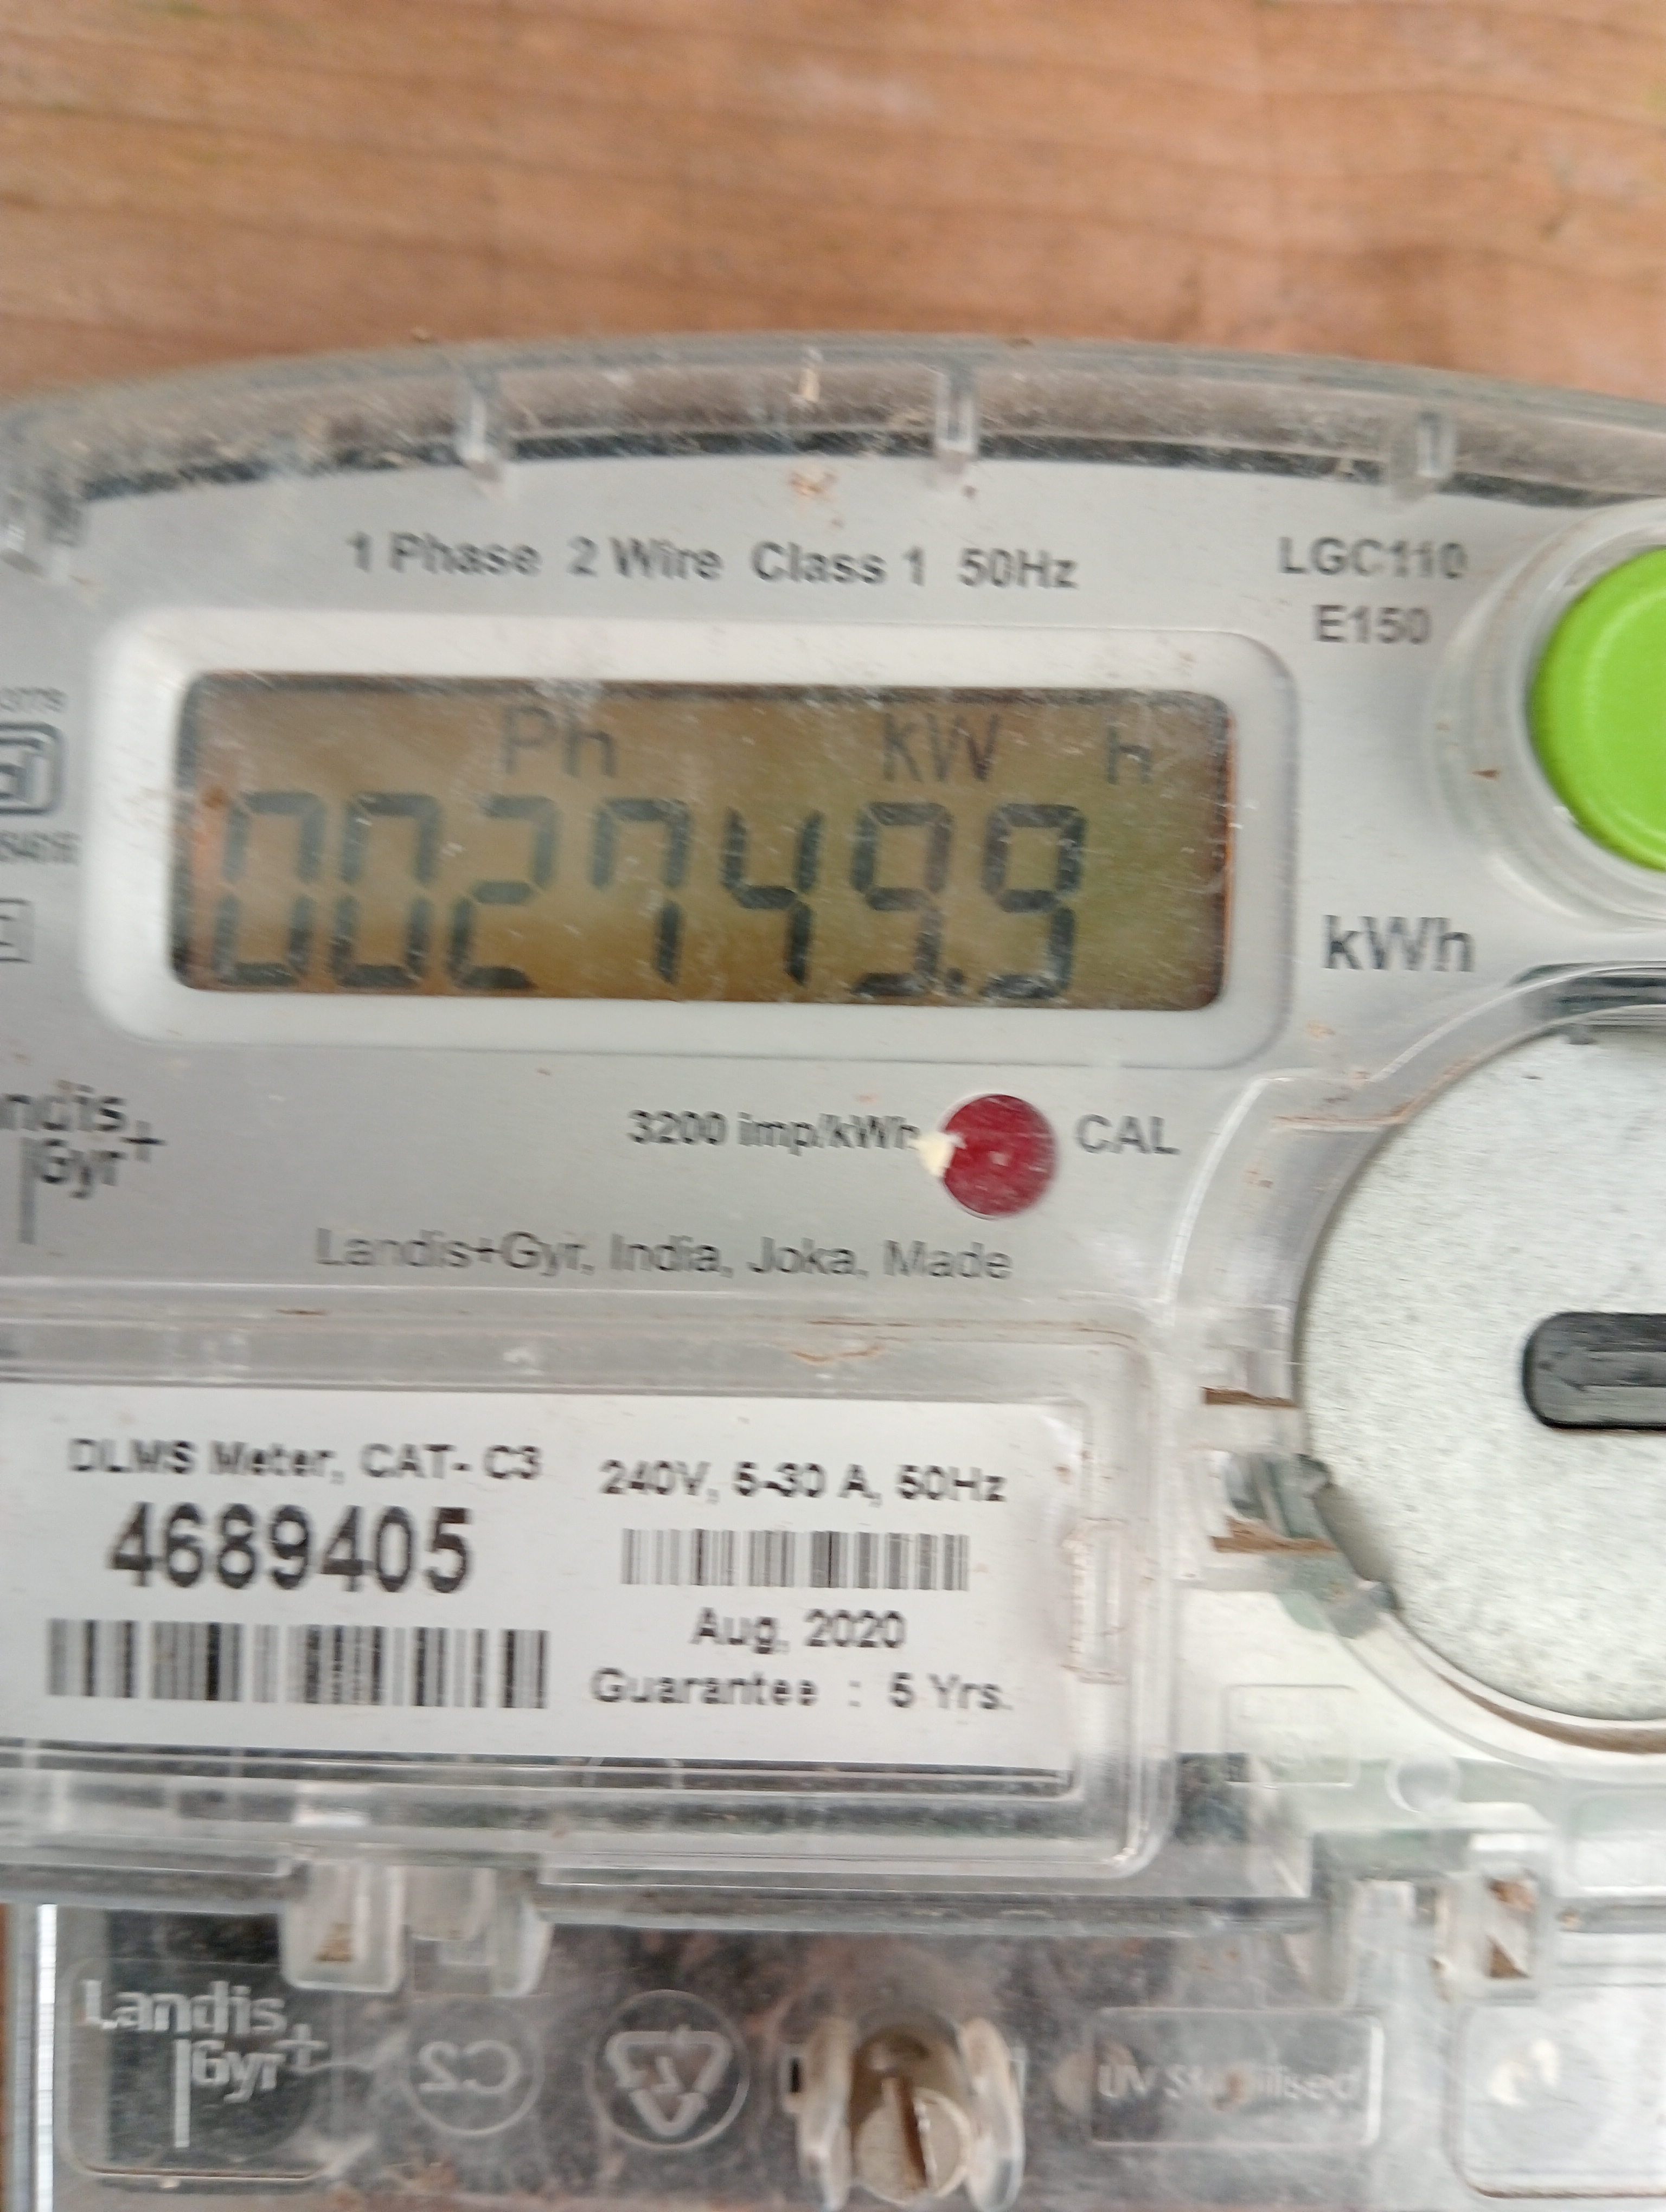 1 Phase 2 Wire Class 1 50Hz
LGC110
E150
Ph kW h
002749.9
kWh
3200 imp/kWh
CAL
Gyr+
Landis+Gyr, India, Joka, Made
DLMS Meter, CAT- C3
4689405
240V, 5-30 A, 50Hz
Aug, 2020
Guarantee : 5 Yrs.
Landis
Gyr+
UV